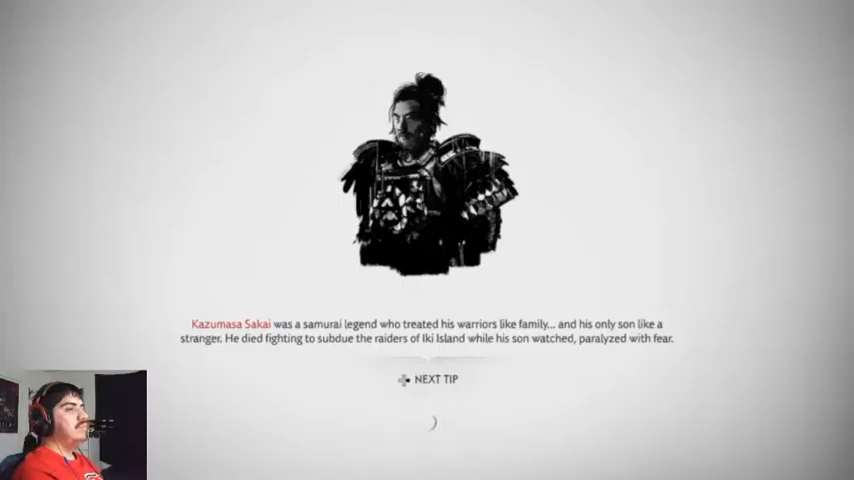 Kazumasa Sakai was a samurai legend who treated his warriors like family... and his only son like a
stranger. He died fighting to subdue the raiders of Iki Island while his son watched, paralyzed with fear.
NEXT TIP